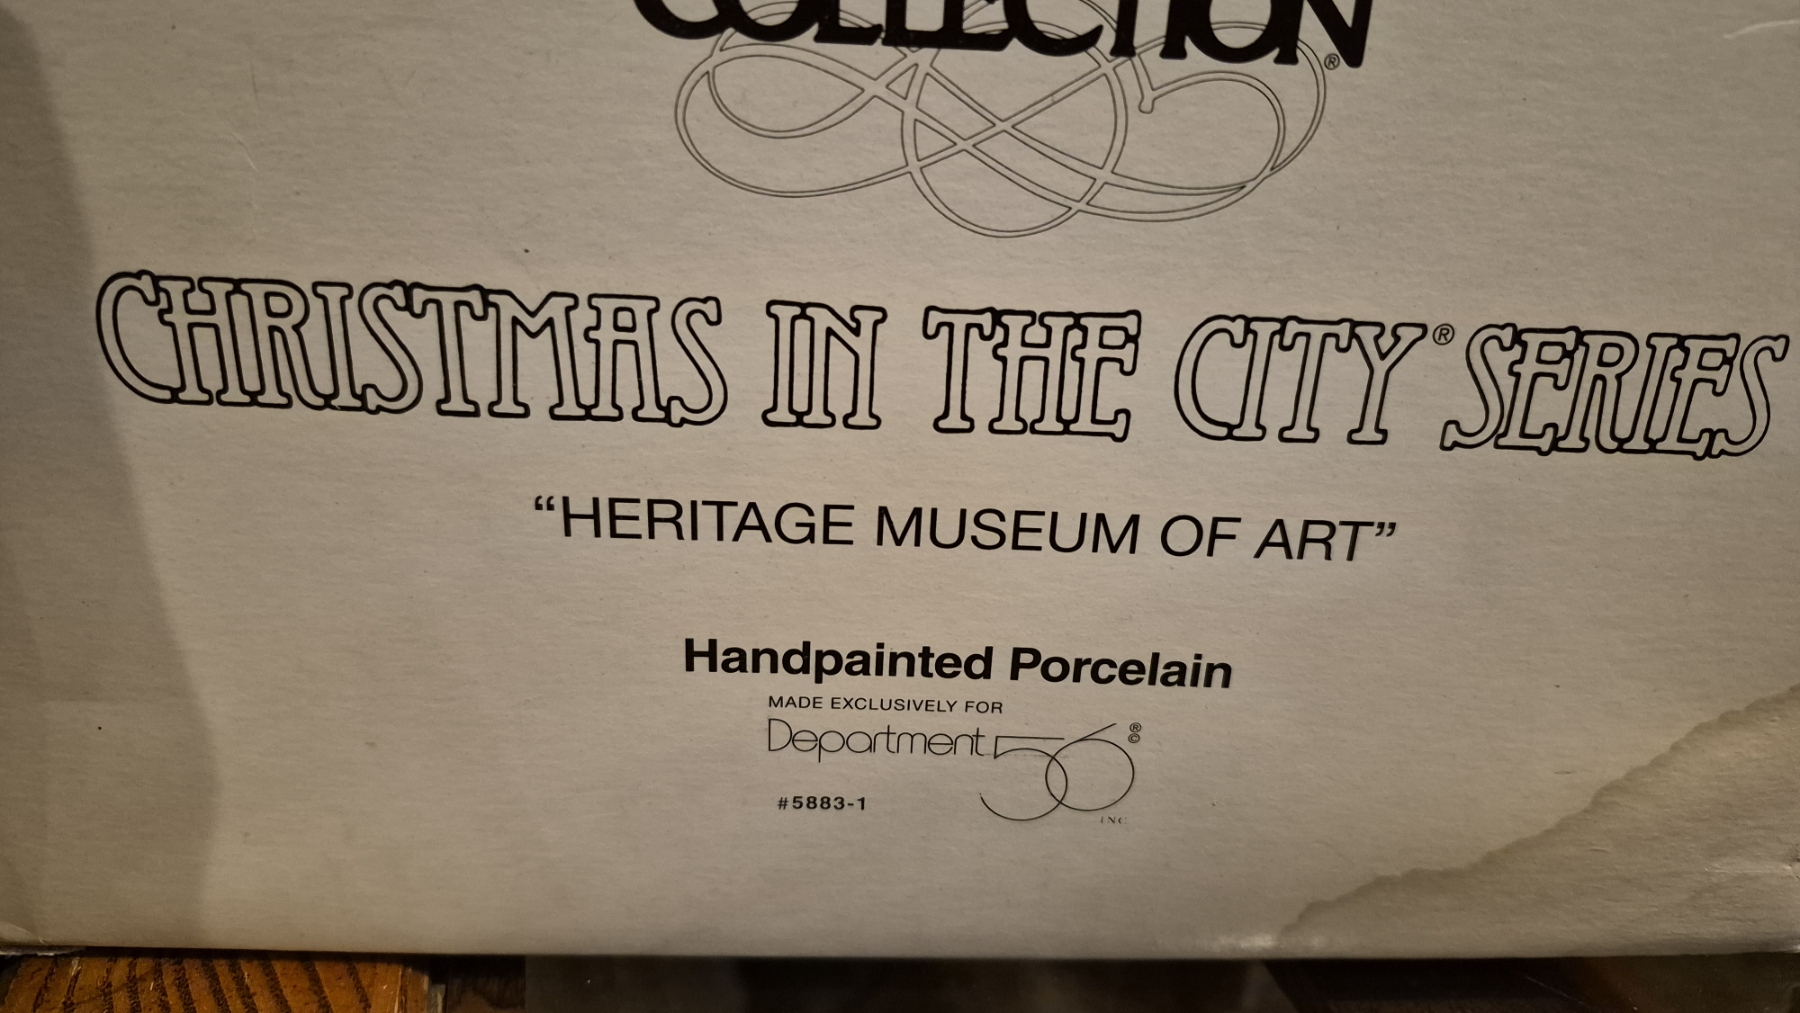 COLLECTION®
CHRISTMAS IN THE CITY® SERIES
“HERITAGE MUSEUM OF ART”
Handpainted Porcelain
MADE EXCLUSIVELY FOR
Department 56 ® ©
INC.
#5883-1